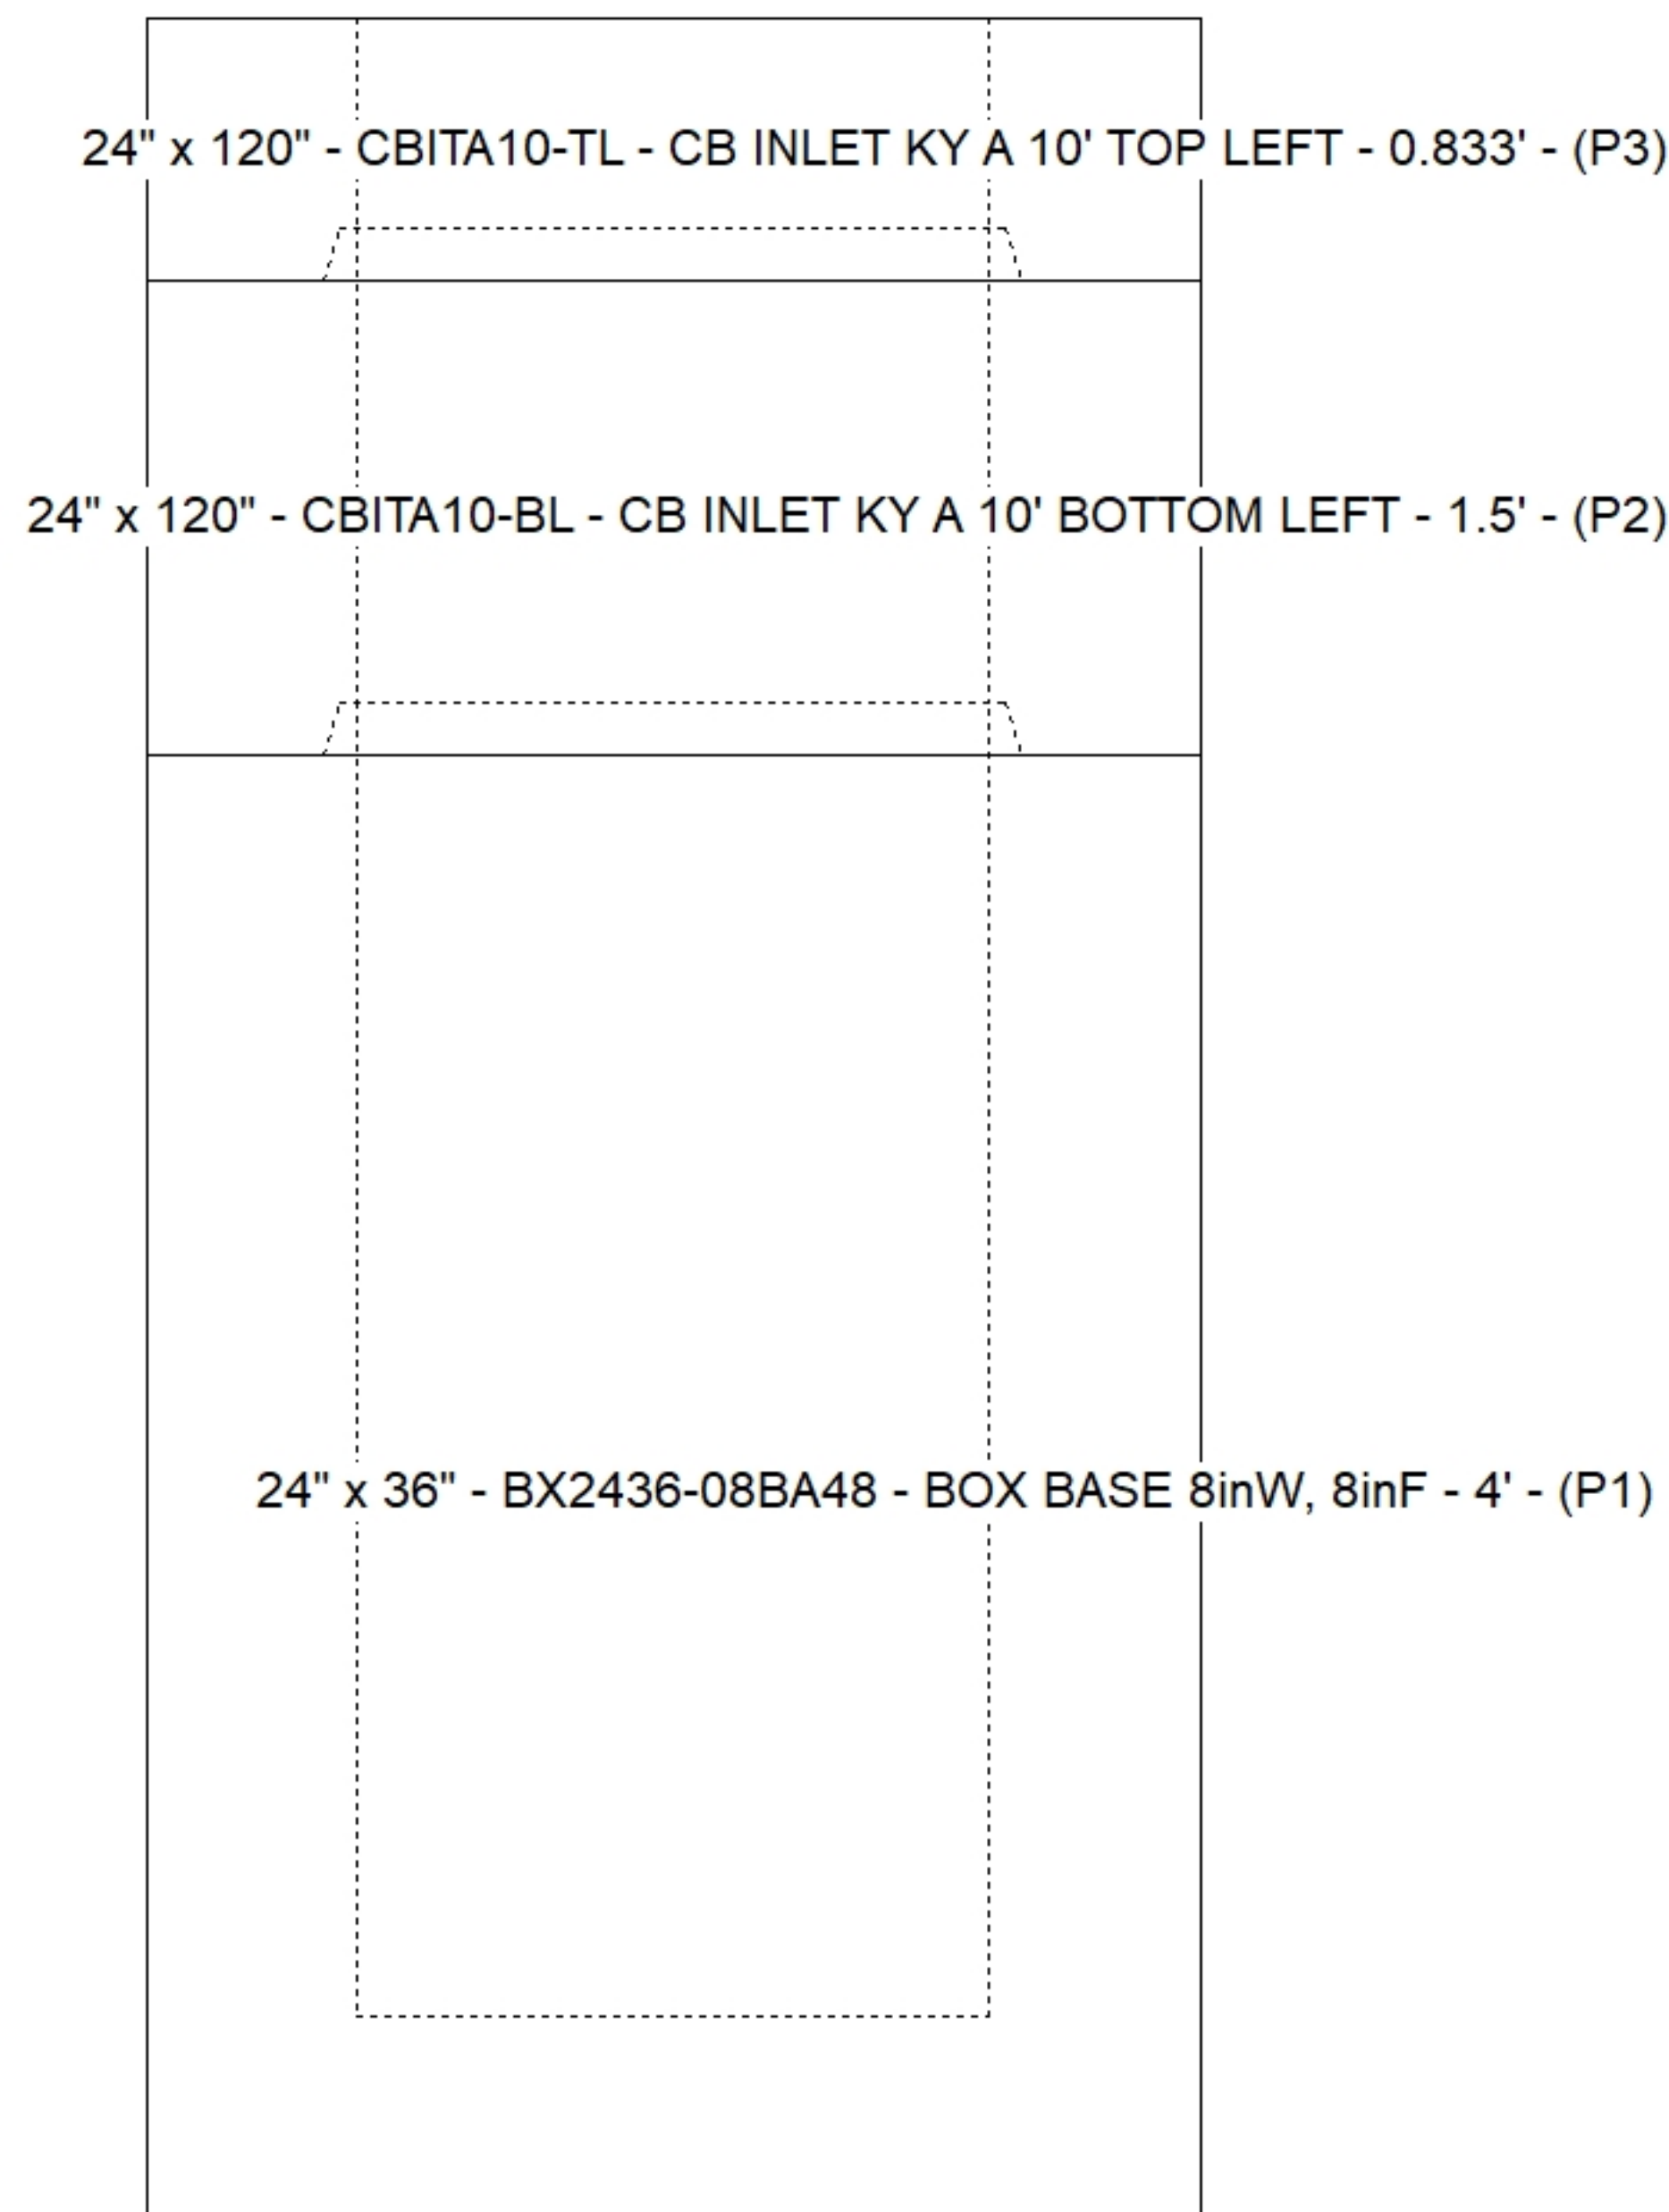 24" x 120" - CBITA10-TL - CB INLET KY A 10' TOP LEFT - 0.833' - (P3)
24" x 120" - CBITA10-BL - CB INLET KY A 10' BOTTOM LEFT - 1.5' - (P2)
24" x 36" - BX2436-08BA48 - BOX BASE 8inW, 8inF - 4' - (P1)